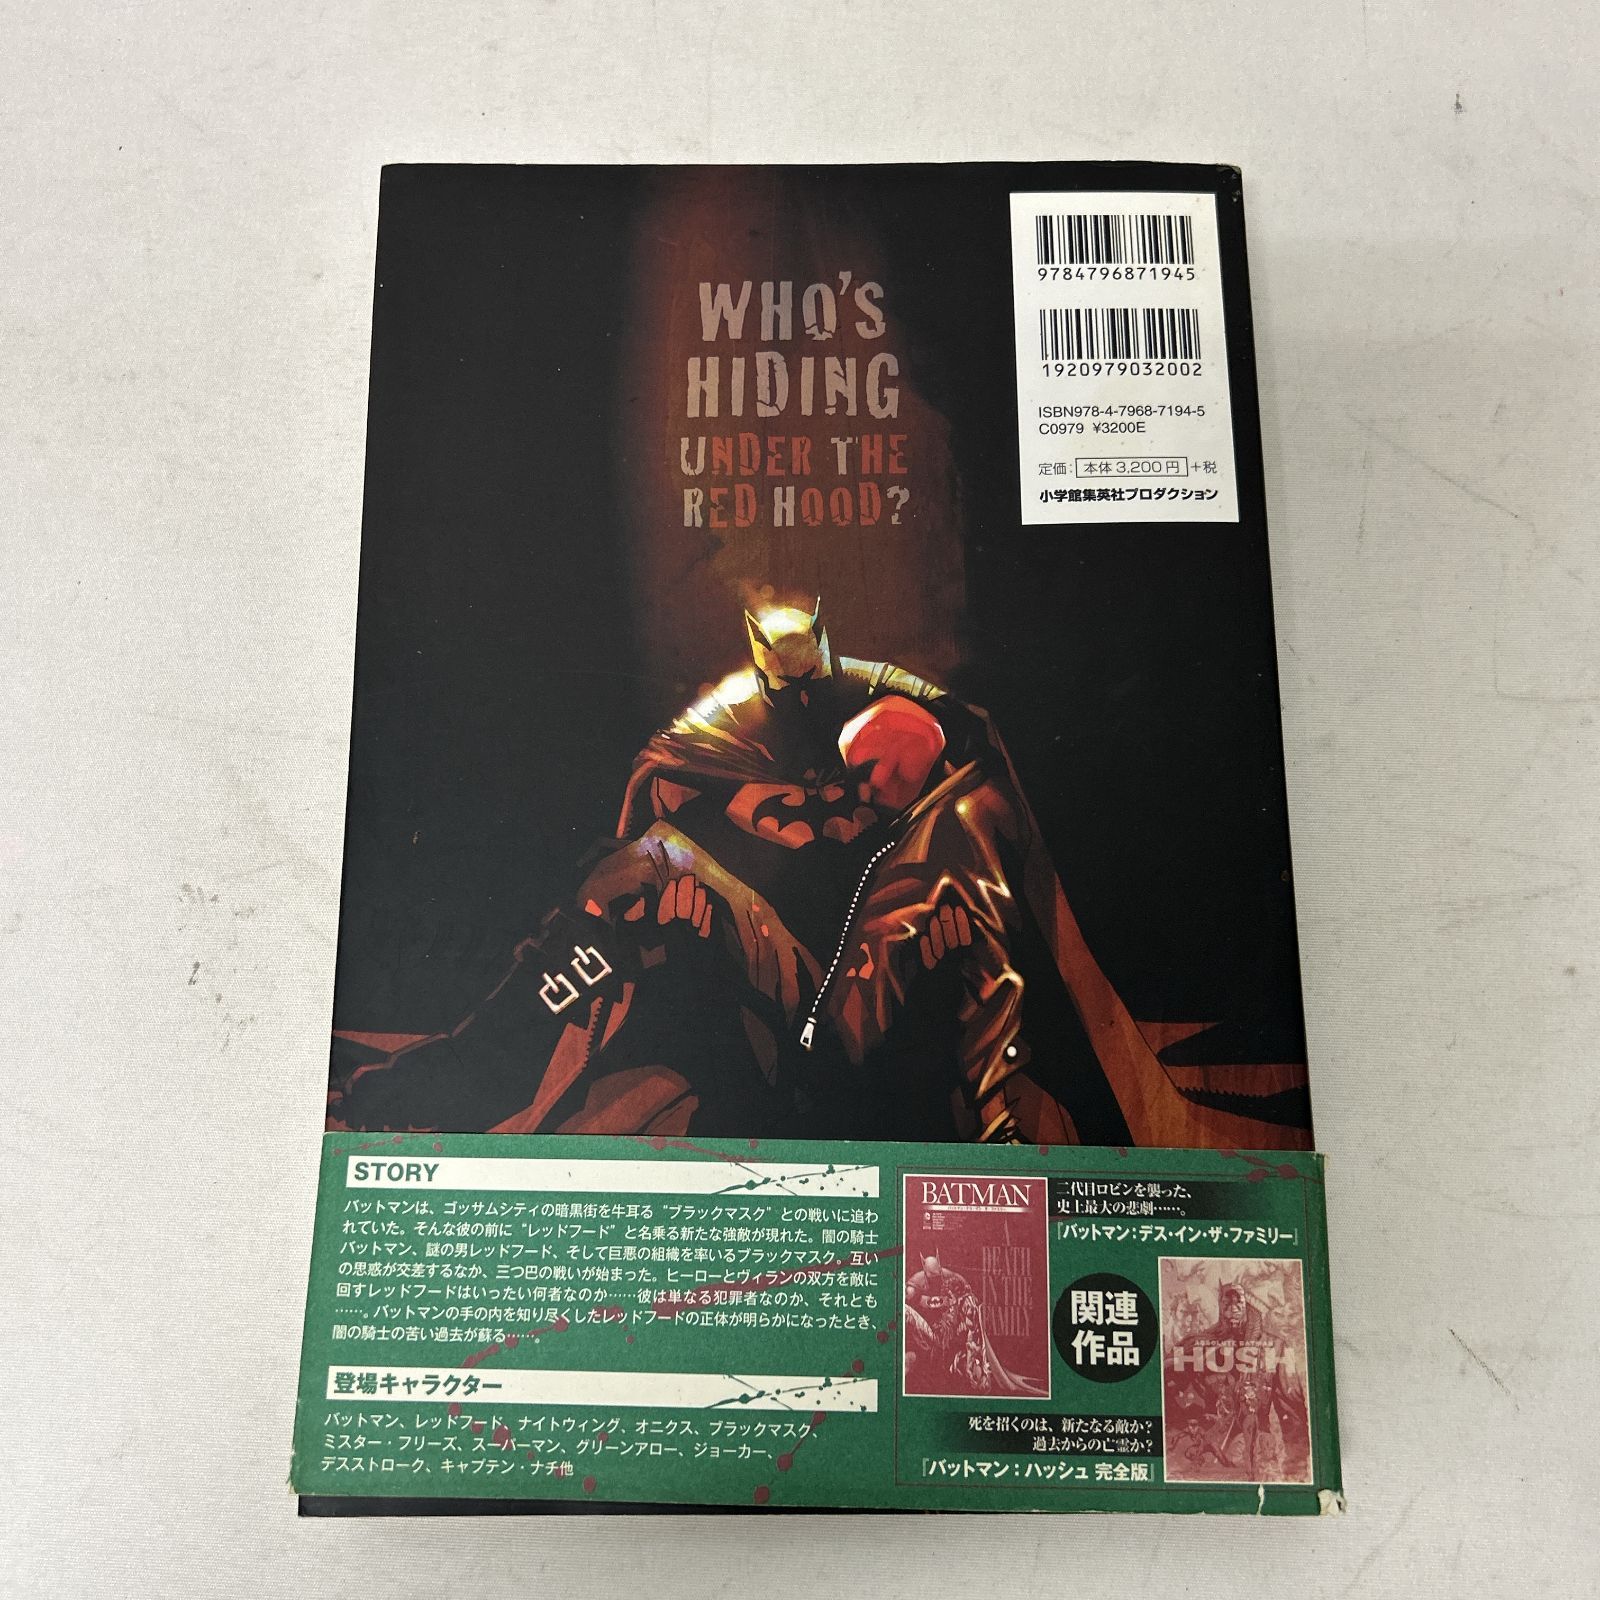 9784796871945
1920979032002
ISBN978-4-7968-7194-5
C0979 ¥3200E
定価: 本体 3,200 円 +税
小学館集英社プロダクション
WHO'S
HIDING
UNDER THE
RED HOOD?
STORY
バットマンは、ゴッサムシティの暗黒街を牛耳る“ブラックマスク”との戦いに追わ
れていた。そんな彼の前に“レッドフード”と名乗る新たな強敵が現れた。闇の騎士
バットマン、謎の男レッドフード、そして巨悪の組織を率いるブラックマスク。互い
の思惑が交差するなか、三つ巴の戦いが始まった。ヒーローとヴィランの双方を敵に
回すレッドフードはいったい何者なのか……彼は単なる犯罪者なのか、それとも
……。バットマンの手の内を知り尽くしたレッドフードの正体が明らかになったとき、
闇の騎士の苦い過去が蘇る……。
登場キャラクター
バットマン、レッドフード、ナイトウィング、オニクス、ブラックマスク、
ミスター・フリーズ、スーパーマン、グリーンアロー、ジョーカー、
デスストローク、キャプテン・ナチ他
BATMAN
A
DEATH
IN THE
FAMILY
二代目ロビンを襲った、
史上最大の悲劇……。
『バットマン：デス・イン・ザ・ファミリー』
関連
作品
ABSOLUTE BATMAN
HUSH
死を招くのは、新たなる敵か?
過去からの亡霊か?
『バットマン：ハッシュ 完全版』